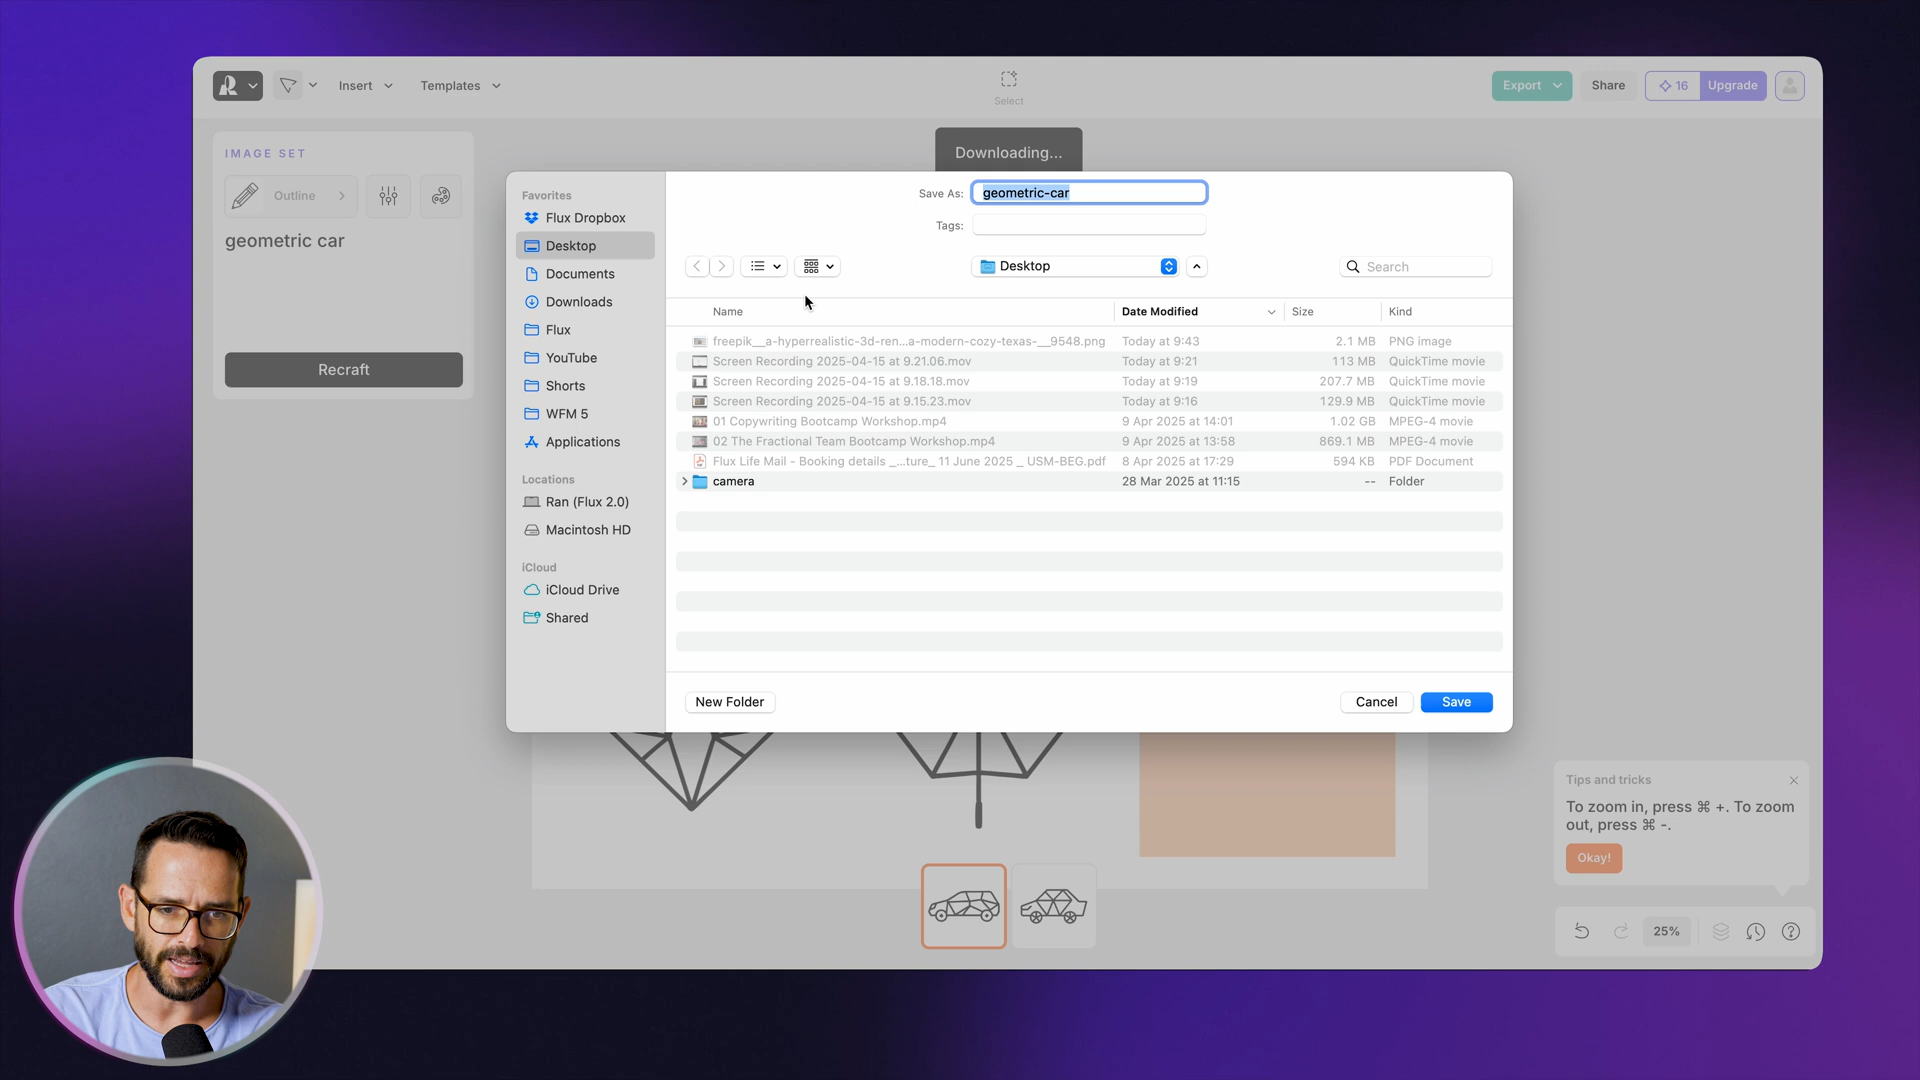 Insert
Templates
Select
Export
Share
16
Upgrade
IMAGE SET
Outline
geometric car
Recraft
Downloading...
Favorites
Flux Dropbox
Desktop
Documents
Downloads
Flux
YouTube
Shorts
WFM 5
Applications
Locations
Ran (Flux 2.0)
Macintosh HD
iCloud
iCloud Drive
Shared
Save As: geometric-car
Tags:
Desktop
Search
Name Date Modified Size Kind
freepik__a-hyperrealistic-3d-ren...a-modern-cozy-texas-__9548.png Today at 9:43 2.1 MB PNG image
Screen Recording 2025-04-15 at 9.21.06.mov Today at 9:21 113 MB QuickTime movie
Screen Recording 2025-04-15 at 9.18.18.mov Today at 9:19 207.7 MB QuickTime movie
Screen Recording 2025-04-15 at 9.15.23.mov Today at 9:16 129.9 MB QuickTime movie
01 Copywriting Bootcamp Workshop.mp4 9 Apr 2025 at 14:01 1.02 GB MPEG-4 movie
02 The Fractional Team Bootcamp Workshop.mp4 9 Apr 2025 at 13:58 869.1 MB MPEG-4 movie
Flux Life Mail - Booking details _...ture_ 11 June 2025 _ USM-BEG.pdf 8 Apr 2025 at 17:29 594 KB PDF Document
camera 28 Mar 2025 at 11:15 -- Folder
New Folder
Cancel
Save
Tips and tricks
To zoom in, press ⌘ +. To zoom
out, press ⌘ -.
Okay!
25%